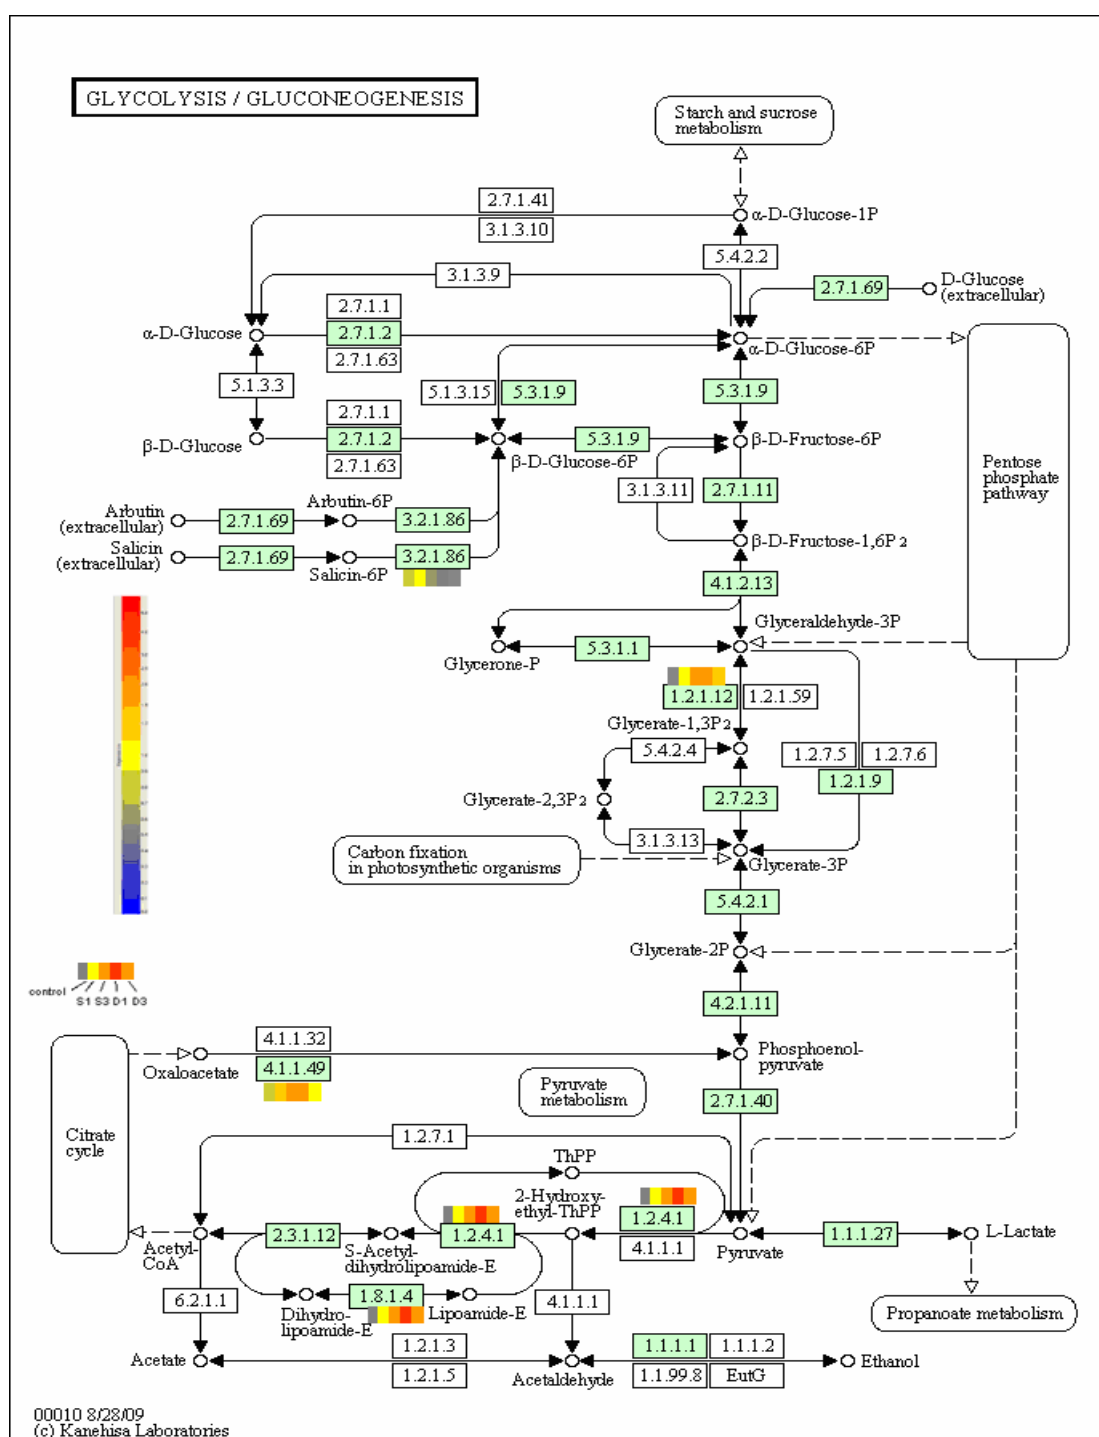 GLYCOLYSIS / GLUCONEOGENESIS
Starch and sucrose
metabolism
2.7.1.41
α-D-Glucose-1P
3.1.3.10
5.4.2.2
3.1.3.9
2.7.1.69
D-Glucose
(extracellular)
2.7.1.1
α-D-Glucose
2.7.1.2
α-D-Glucose-6P
2.7.1.63
5.1.3.3
5.1.3.15
5.3.1.9
5.3.1.9
2.7.1.1
β-D-Glucose
2.7.1.2
5.3.1.9
β-D-Fructose-6P
β-D-Glucose-6P
2.7.1.63
Pentose
phosphate
pathway
3.1.3.11
2.7.1.11
Arbutin-6P
Arbutin
(extracellular)
2.7.1.69
3.2.1.86
Salicin
(extracellular)
2.7.1.69
3.2.1.86
Salicin-6P
β-D-Fructose-1,6P2
4.1.2.13
Glyceraldehyde-3P
5.3.1.1
Glycerone-P
1.2.1.12
1.2.1.59
Glycerate-1,3P2
5.4.2.4
1.2.7.5
1.2.7.6
1.2.1.9
Glycerate-2,3P2
2.7.2.3
3.1.3.13
Carbon fixation
in photosynthetic organisms
Glycerate-3P
5.4.2.1
Glycerate-2P
control
S1 S3 D1 D3
4.2.1.11
4.1.1.32
Oxaloacetate
4.1.1.49
Phosphoenol-
pyruvate
Pyruvate
metabolism
2.7.1.40
Citrate
cycle
1.2.7.1
ThPP
2-Hydroxy-
ethyl-ThPP
1.2.4.1
1.2.4.1
2.3.1.12
4.1.1.1
Pyruvate
1.1.1.27
L-Lactate
Acetyl-
CoA
S-Acetyl-
dihydrolipoamide-E
6.2.1.1
1.8.1.4
Dihydro-
lipoamide-E
Lipoamide-E
4.1.1.1
Propanoate metabolism
1.2.1.3
1.1.1.1
1.1.1.2
Acetate
Ethanol
1.2.1.5
Acetaldehyde
1.1.99.8
EutG
00010 8/28/09
(c) Kanehisa Laboratories